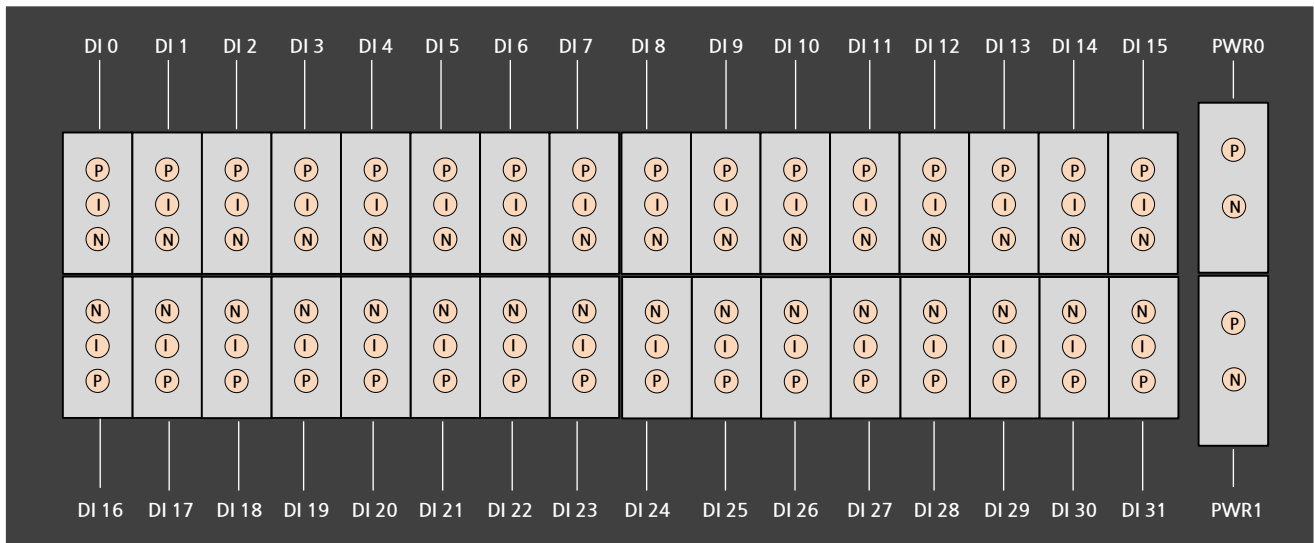 DI 0 DI 1 DI 2 DI 3 DI 4 DI 5 DI 6 DI 7 DI 8 DI 9 DI 10 DI 11 DI 12 DI 13 DI 14 DI 15 PWR0
P P P P P P P P P P P P P P P P P
I I I I I I I I I I I I I I I I N
N N N N N N N N N N N N N N N N
N N N N N N N N N N N N N N N N P
I I I I I I I I I I I I I I I I
P P P P P P P P P P P P P P P P N
DI 16 DI 17 DI 18 DI 19 DI 20 DI 21 DI 22 DI 23 DI 24 DI 25 DI 26 DI 27 DI 28 DI 29 DI 30 DI 31 PWR1